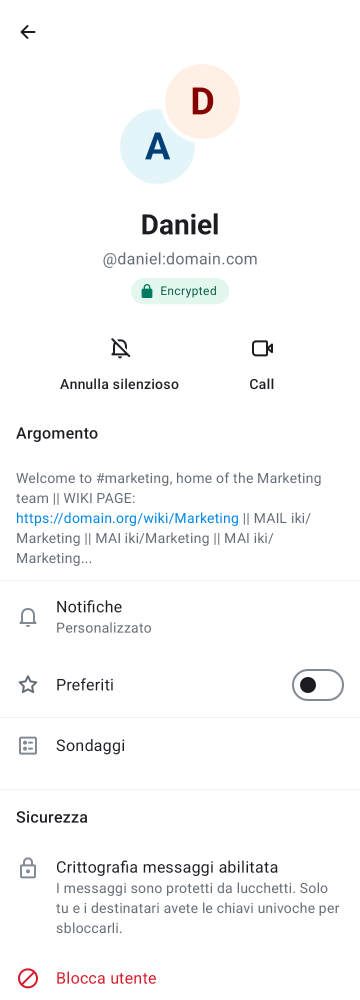 D
A
Daniel
@daniel:domain.com
Encrypted
Annulla silenzioso
Call
Argomento
Welcome to #marketing, home of the Marketing
team || WIKI PAGE:
https://domain.org/wiki/Marketing || MAIL iki/
Marketing || MAI iki/Marketing || MAI iki/
Marketing...
Notifiche
Personalizzato
Preferiti
Sondaggi
Sicurezza
Crittografia messaggi abilitata
I messaggi sono protetti da lucchetti. Solo
tu e i destinatari avete le chiavi univoche per
sbloccarli.
Blocca utente